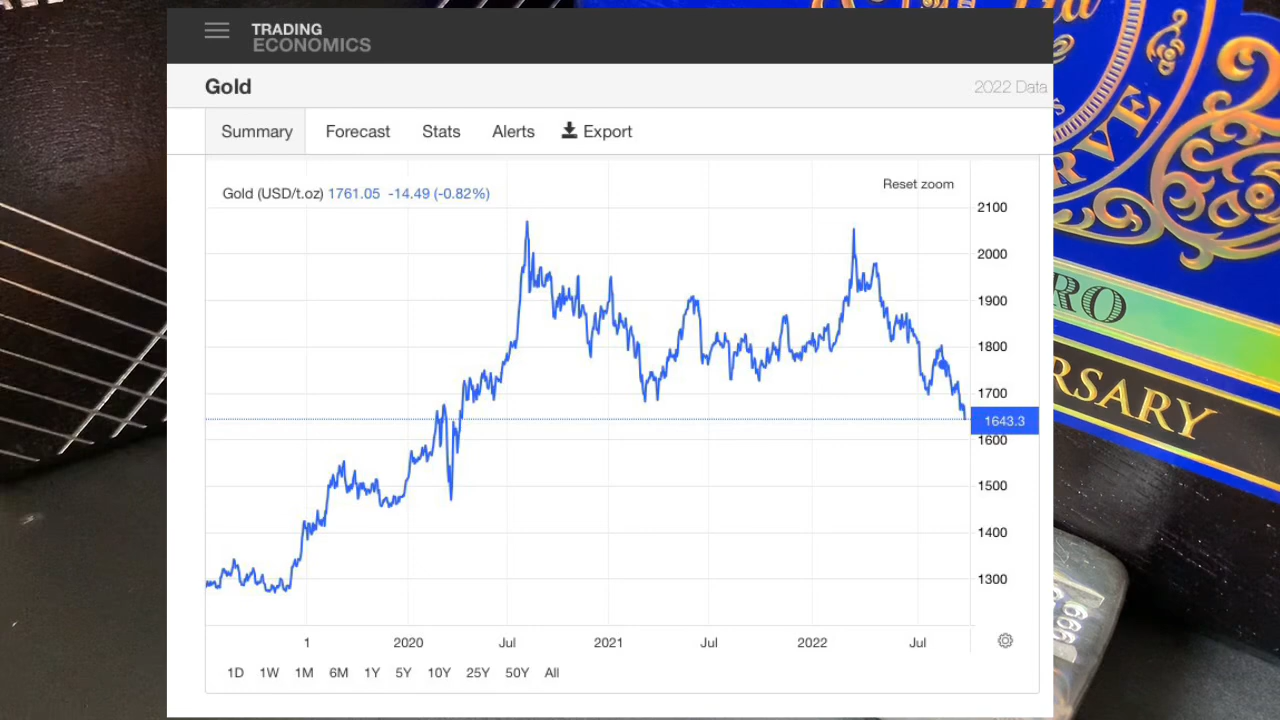 TRADING
ECONOMICS
Gold
2022 Data
Summary
Forecast
Stats
Alerts
Export
Gold (USD/t.oz) 1761.05 -14.49 (-0.82%)
Reset zoom
2100
2000
1900
1800
1700
1643.3
1600
1500
1400
1300
1
2020
Jul
2021
Jul
2022
Jul
1D
1W
1M
6M
1Y
5Y
10Y
25Y
50Y
All
RVE
RO
RSARY
999